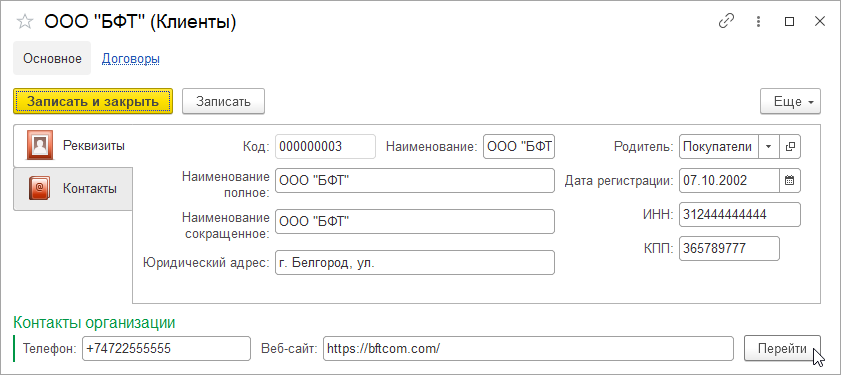 ООО "БФТ" (Клиенты)
Основное Договоры
Записать и закрыть Записать Еще
Реквизиты Код: 000000003 Наименование: ООО "БФТ Родитель: Покупатели
Контакты
Наименование полное: ООО "БФТ" Дата регистрации: 07.10.2002
Наименование сокращенное: ООО "БФТ" ИНН: 312444444444
Юридический адрес: г. Белгород, ул. КПП: 365789777
Контакты организации
Телефон: +74722555555 Веб-сайт: https://bftcom.com/ Перейти